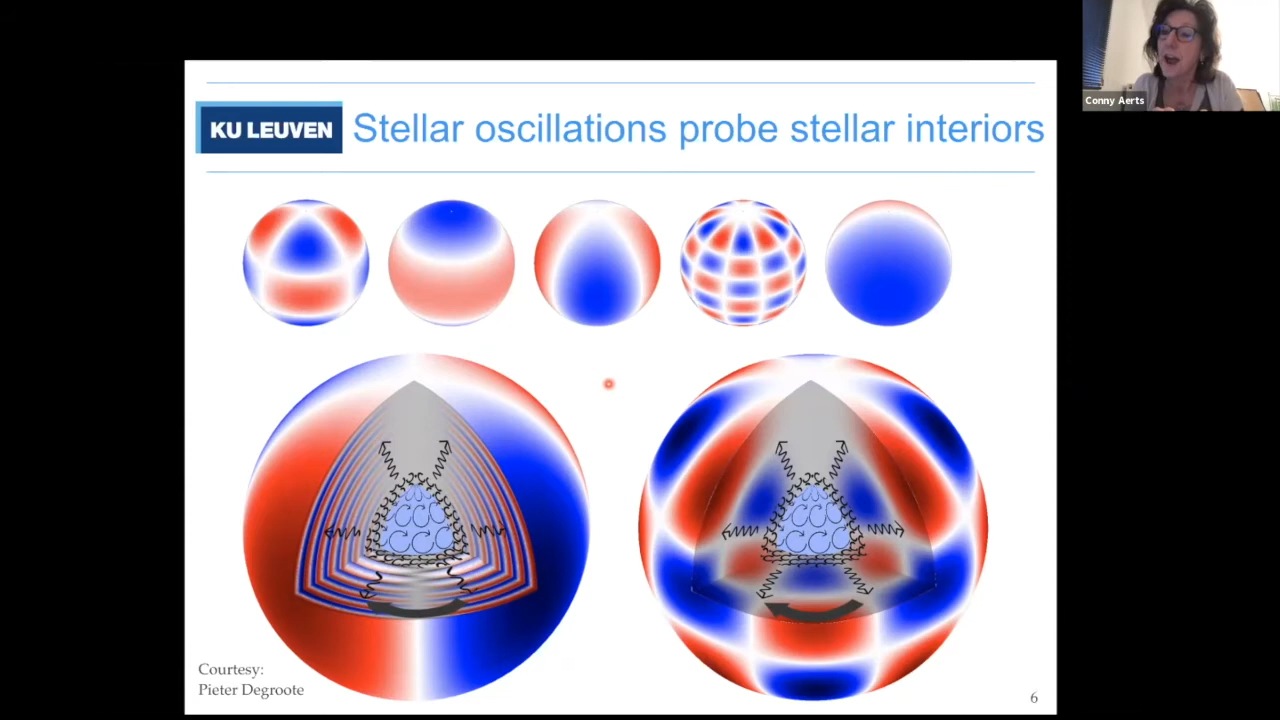 Conny Aerts
KU LEUVEN
Stellar oscillations probe stellar interiors
Courtesy:
Pieter Degroote
6